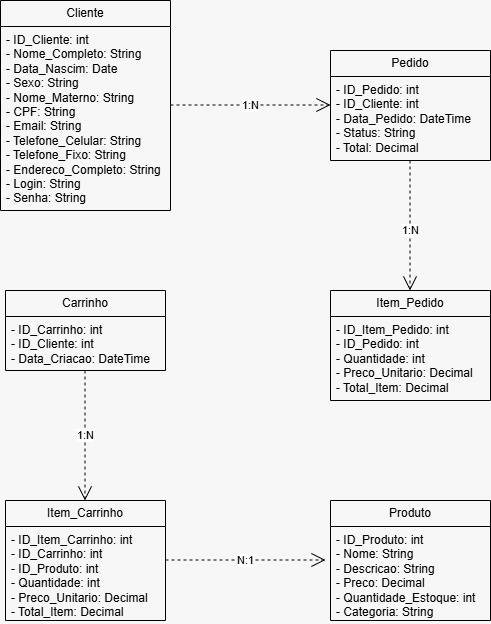 Cliente
- ID_Cliente: int
- Nome_Completo: String
- Data_Nascim: Date
- Sexo: String
- Nome_Materno: String
- CPF: String
- Email: String
- Telefone_Celular: String
- Telefone_Fixo: String
- Endereco_Completo: String
- Login: String
- Senha: String
1:N
Pedido
- ID_Pedido: int
- ID_Cliente: int
- Data_Pedido: DateTime
- Status: String
- Total: Decimal
1:N
Carrinho
- ID_Carrinho: int
- ID_Cliente: int
- Data_Criacao: DateTime
Item_Pedido
- ID_Item_Pedido: int
- ID_Pedido: int
- Quantidade: int
- Preco_Unitario: Decimal
- Total_Item: Decimal
1:N
Item_Carrinho
- ID_Item_Carrinho: int
- ID_Carrinho: int
- ID_Produto: int
- Quantidade: int
- Preco_Unitario: Decimal
- Total_Item: Decimal
N:1
Produto
- ID_Produto: int
- Nome: String
- Descricao: String
- Preco: Decimal
- Quantidade_Estoque: int
- Categoria: String